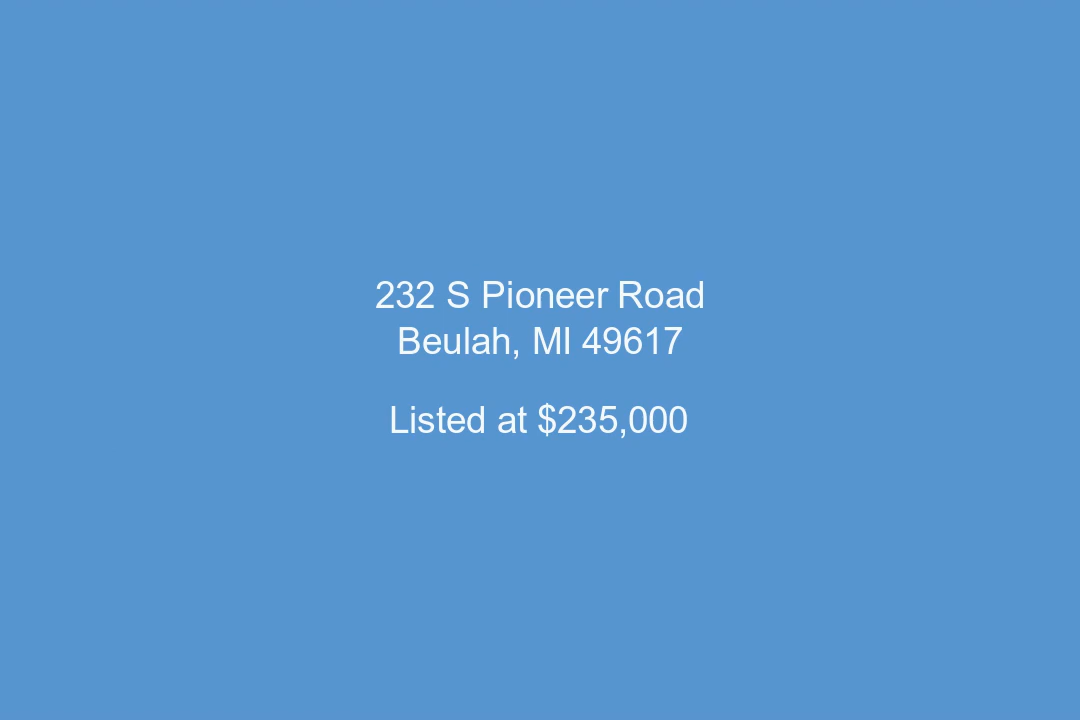 232 S Pioneer Road
Beulah, MI 49617
Listed at $235,000